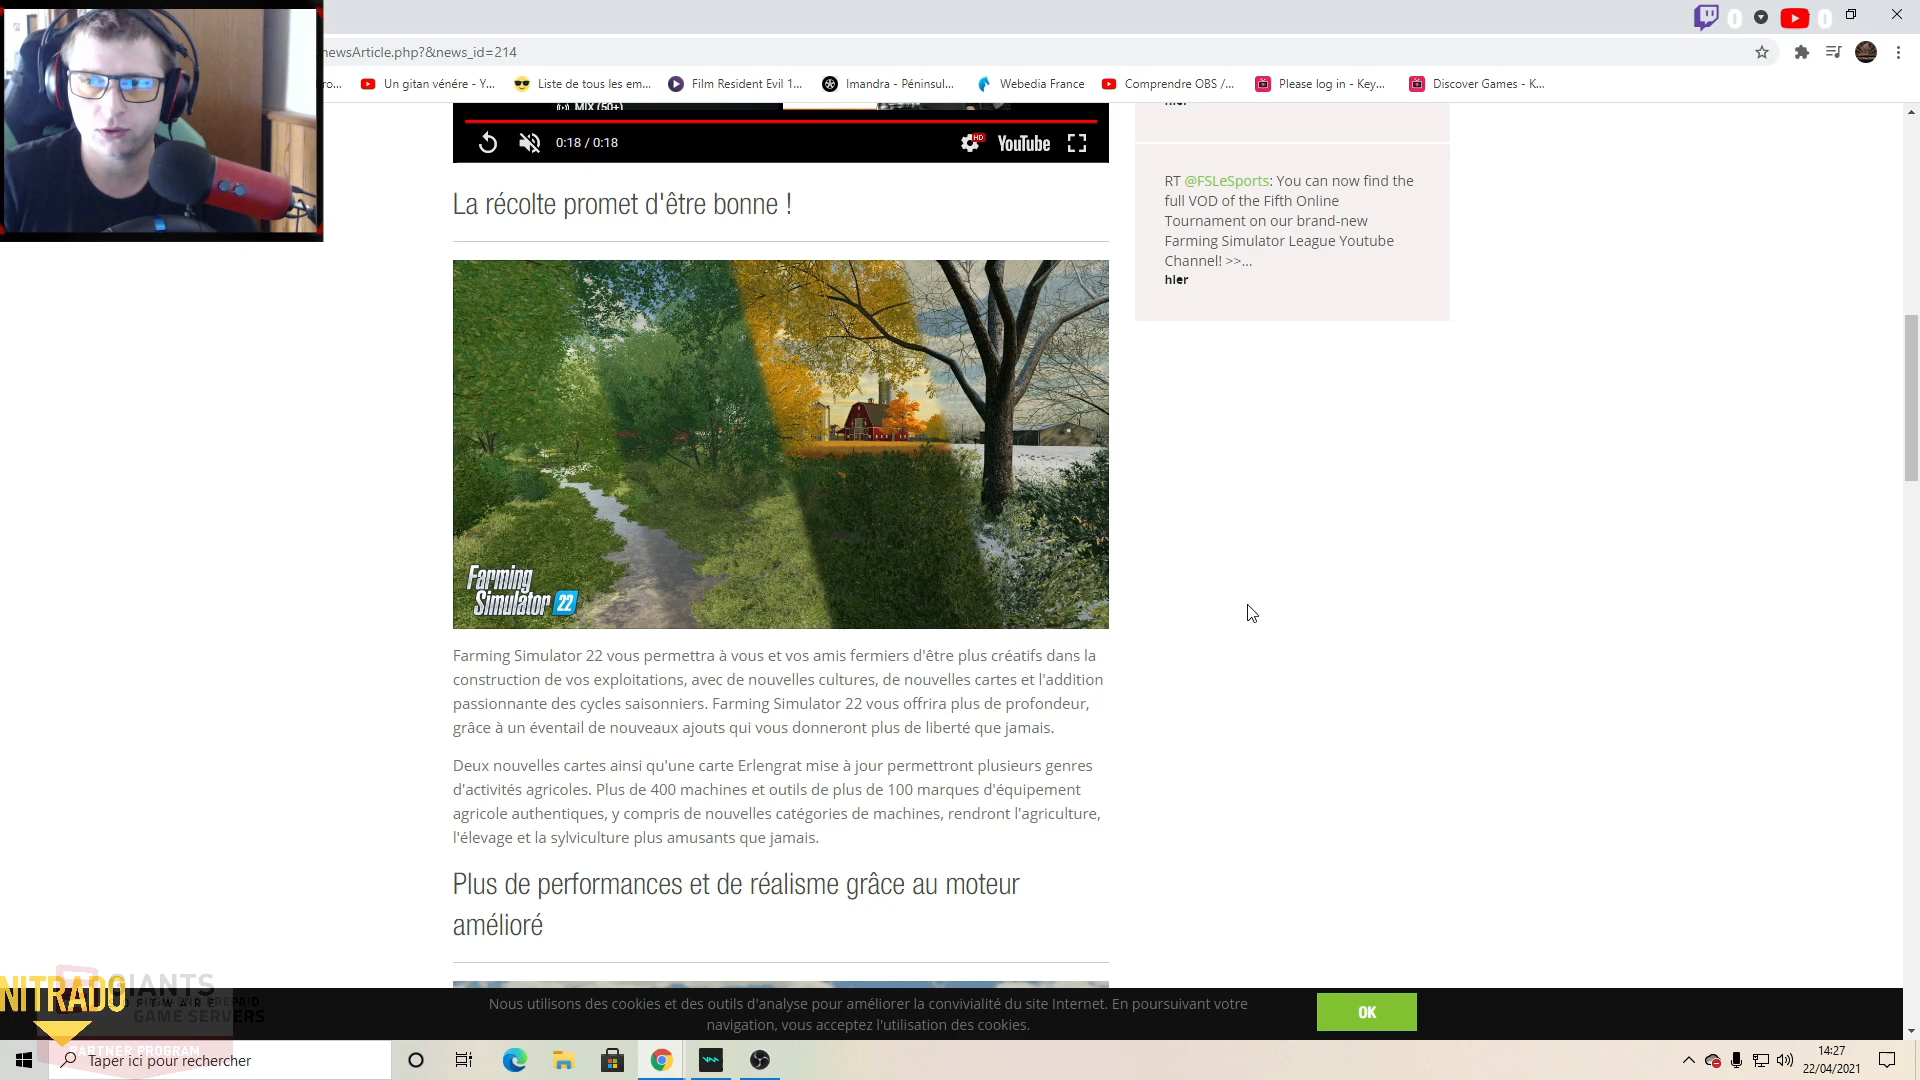 newsArticle.php?&news_id=214
ro...
Un gitan vénére - Y...
Liste de tous les em...
Film Resident Evil 1...
Imandra - Péninsul...
Webedia France
Comprendre OBS /...
Please log in - Key...
Discover Games - K...
MIX (50+)
0:18 / 0:18
HD
YouTube
hier
RT @FSLeSports: You can now find the
full VOD of the Fifth Online
Tournament on our brand-new
Farming Simulator League Youtube
Channel! >>...
hier
La récolte promet d'être bonne !
Farming
Simulator 22
Farming Simulator 22 vous permettra à vous et vos amis fermiers d'être plus créatifs dans la
construction de vos exploitations, avec de nouvelles cultures, de nouvelles cartes et l'addition
passionnante des cycles saisonniers. Farming Simulator 22 vous offrira plus de profondeur,
grâce à un éventail de nouveaux ajouts qui vous donneront plus de liberté que jamais.
Deux nouvelles cartes ainsi qu'une carte Erlengrat mise à jour permettront plusieurs genres
d'activités agricoles. Plus de 400 machines et outils de plus de 100 marques d'équipement
agricole authentiques, y compris de nouvelles catégories de machines, rendront l'agriculture,
l'élevage et la sylviculture plus amusants que jamais.
Plus de performances et de réalisme grâce au moteur
amélioré
Nous utilisons des cookies et des outils d'analyse pour améliorer la convivialité du site Internet. En poursuivant votre
navigation, vous acceptez l'utilisation des cookies.
OK
NITRADO
GIANTS
GAME SERVERS
PARTNER PROGRAM
Taper ici pour rechercher
14:27
22/04/2021